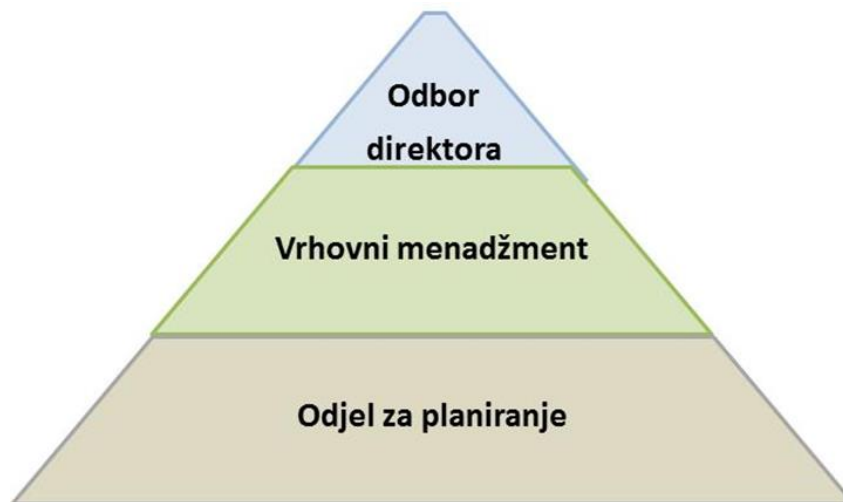 Odbor
direktora
Vrhovni menadžment
Odjel za planiranje